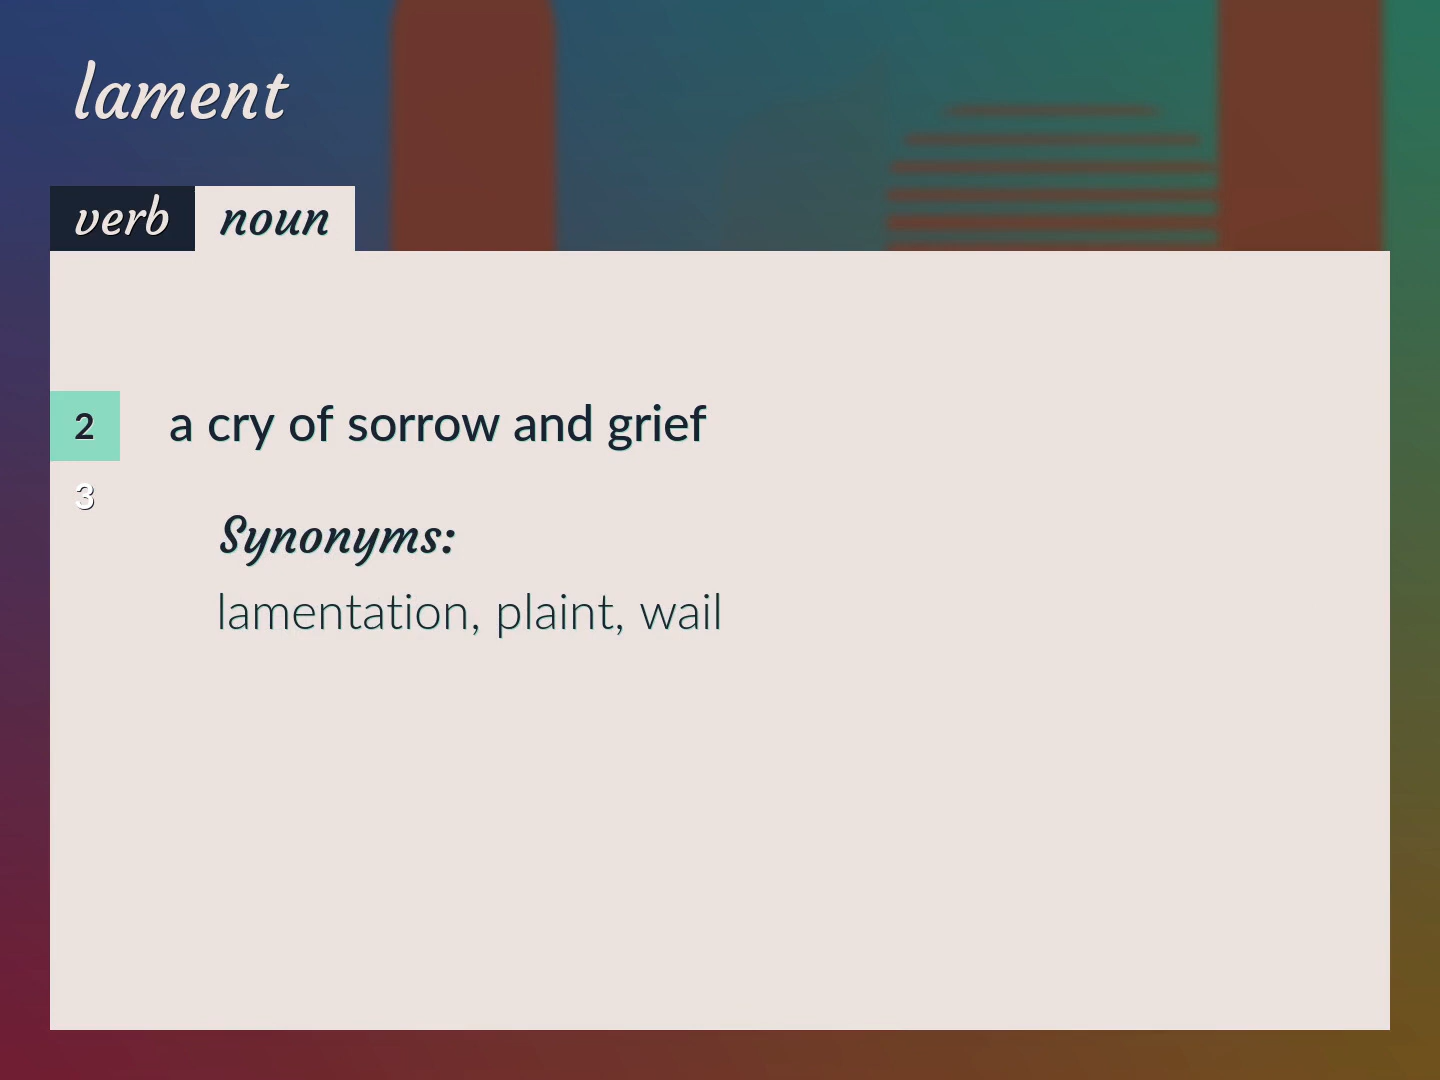 lament
verb noun
2 a cry of sorrow and grief
3
Synonyms:
lamentation, plaint, wail